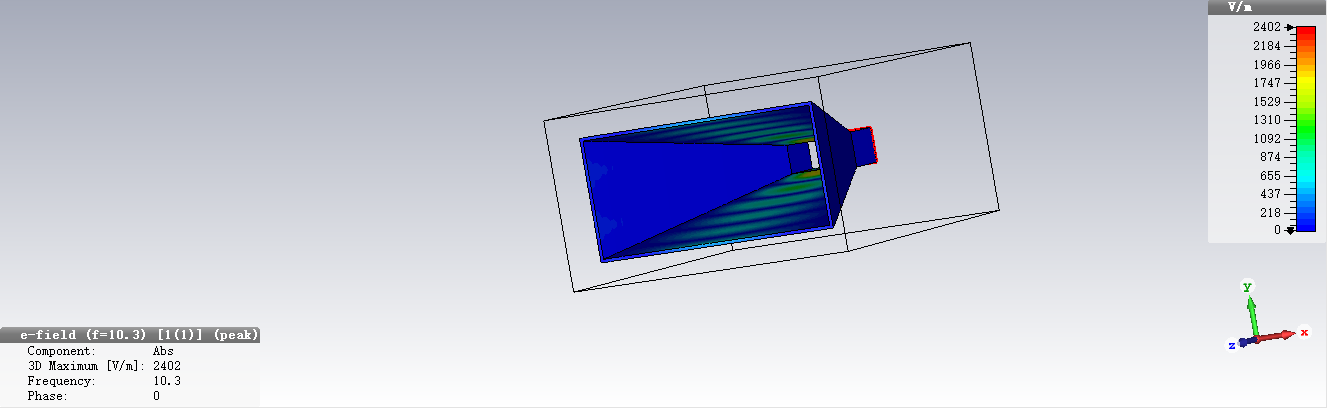 V/m
2402
2184
1966
1747
1529
1310
1092
874
655
437
218
0
y
x
z
e-field (f=10.3) [1(1)] (peak)
Component: Abs
3D Maximum [V/m]: 2402
Frequency: 10.3
Phase: 0